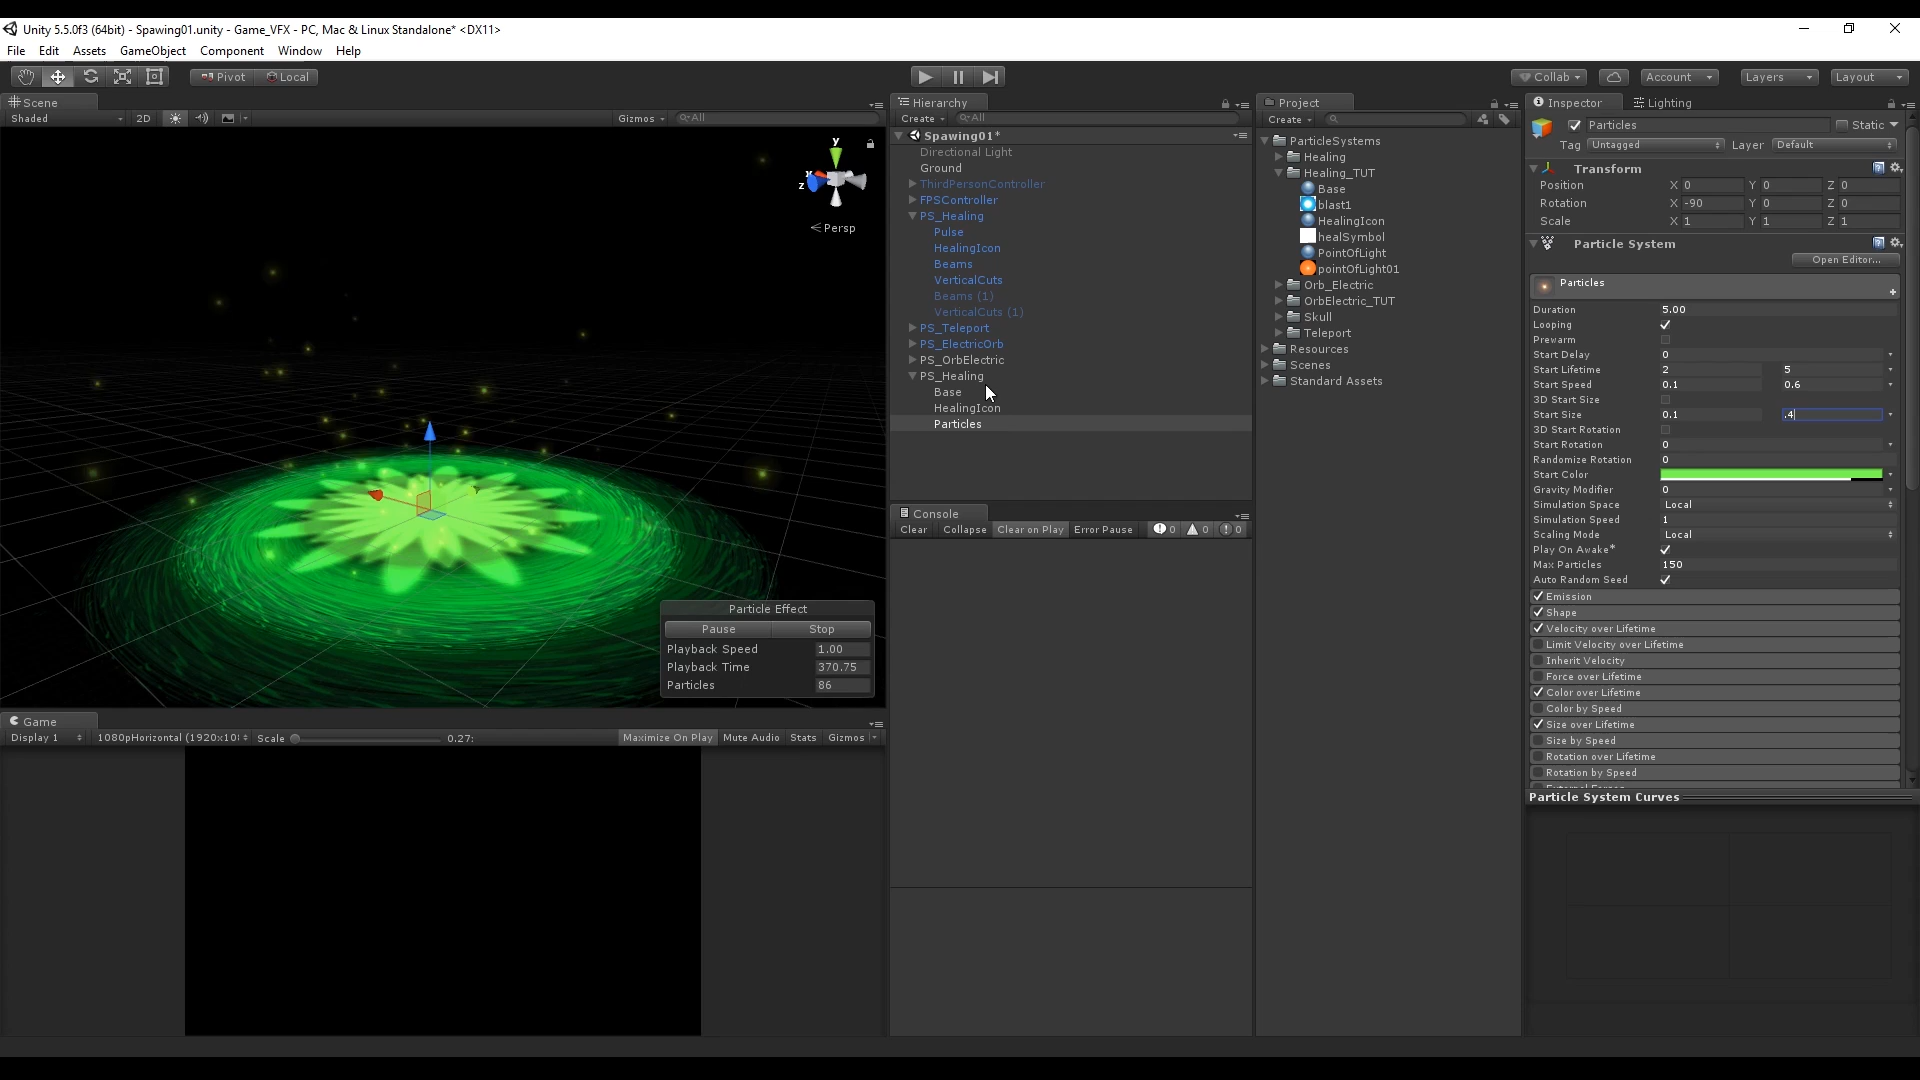 Unity 5.5.0f3 (64bit) - Spawing01.unity - Game_VFX - PC, Mac & Linux Standalone* <DX11>
File Edit Assets GameObject Component Window Help
Pivot Local
Collab Account Layers Layout
Scene
Shaded 2D Gizmos All
y
x
z
Persp
Particle Effect
Pause Stop
Playback Speed 1.00
Playback Time 370.75
Particles 86
Game
Display 1 1080pHorizontal (1920x10 Scale 0.27: Maximize On Play Mute Audio Stats Gizmos
Hierarchy
Create All
Spawing01*
Directional Light
Ground
ThirdPersonController
FPSController
PS_Healing
Pulse
HealingIcon
Beams
VerticalCuts
Beams (1)
VerticalCuts (1)
PS_Teleport
PS_ElectricOrb
PS_OrbElectric
PS_Healing
Base
HealingIcon
Particles
Console
Clear Collapse Clear on Play Error Pause 0 0 0
Project
Create
ParticleSystems
Healing
Healing_TUT
Base
blast1
HealingIcon
healSymbol
PointOfLight
pointOfLight01
Orb_Electric
OrbElectric_TUT
Skull
Teleport
Resources
Scenes
Standard Assets
Inspector Lighting
Particles Static
Tag Untagged Layer Default
Transform
Position X 0 Y 0 Z 0
Rotation X -90 Y 0 Z 0
Scale X 1 Y 1 Z 1
Particle System
Open Editor...
Particles
Duration 5.00
Looping
Prewarm
Start Delay 0
Start Lifetime 2 5
Start Speed 0.1 0.6
3D Start Size
Start Size 0.1 .4
3D Start Rotation
Start Rotation 0
Randomize Rotation 0
Start Color
Gravity Modifier 0
Simulation Space Local
Simulation Speed 1
Scaling Mode Local
Play On Awake*
Max Particles 150
Auto Random Seed
Emission
Shape
Velocity over Lifetime
Limit Velocity over Lifetime
Inherit Velocity
Force over Lifetime
Color over Lifetime
Color by Speed
Size over Lifetime
Size by Speed
Rotation over Lifetime
Rotation by Speed
Particle System Curves